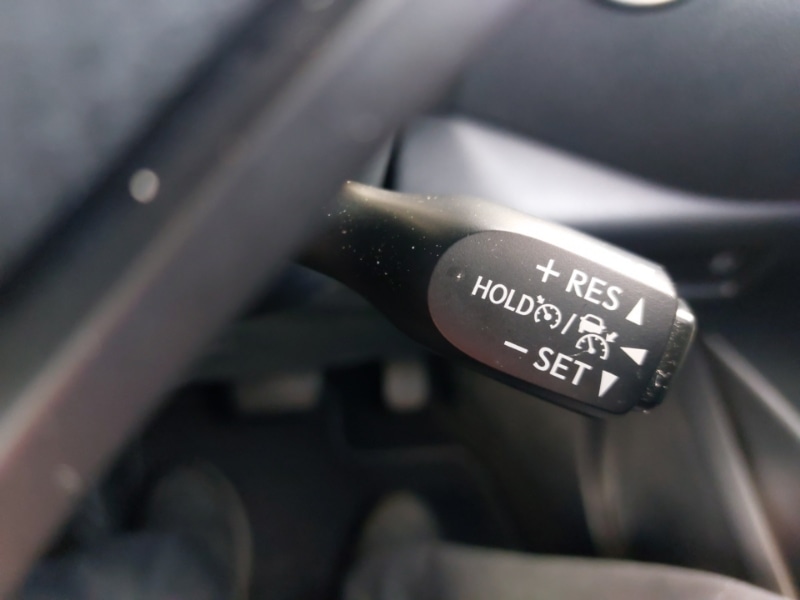 + RES
HOLD /
- SET